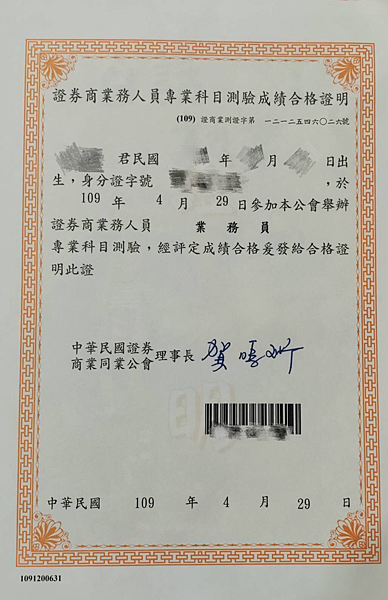 證券商業務人員專業科目測驗成績合格證明
(109) 證商業測證字第 一二一二五四六〇二六號
君民國 年 月 日出
生，身分證字號 ，於
109 年 4 月 29 日參加本公會舉辦
證券商業務人員 業務員
專業科目測驗，經評定成績合格爰發給合格證
明此證
中華民國證券
商業同業公會 理事長
中華民國 109 年 4 月 29 日
1091200631